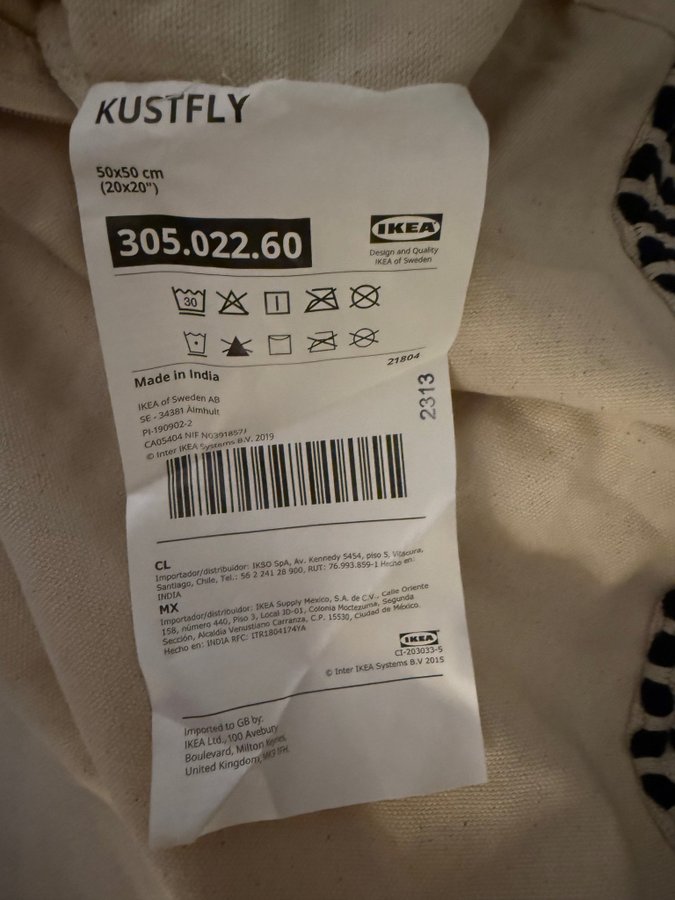 KUSTFLY
50x50 cm
(20x20")
305.022.60
IKEA
Design and Quality
IKEA of Sweden
30
21804
Made in India
2313
IKEA of Sweden AB
SE - 34381 Älmhult
PI-190902-2
CA05404 NIF N0391857J
© Inter IKEA Systems B.V. 2019
CL
Importador/distribuidor: IKSO SpA, Av. Kennedy 5454, piso 5, Vitacura,
Santiago, Chile, Tel.: 56 2 241 28 900, RUT: 76.993.859-1 Hecho en:
INDIA
MX
Importador/distribuidor: IKEA Supply Mexico, S.A. de C.V., Calle Oriente
158, número 440, Piso 3, Local JD-01, Colonia Moctezuma, Segunda
Sección, Alcaldía Venustiano Carranza, C.P. 15530, Ciudad de México.
Hecho en: INDIA RFC: ITR1804174YA
IKEA
CI-203033-5
© Inter IKEA Systems B.V 2015
Imported to GB by:
IKEA Ltd., 100 Avebury
Boulevard, Milton Keynes,
United Kingdom, MK9 1FH.